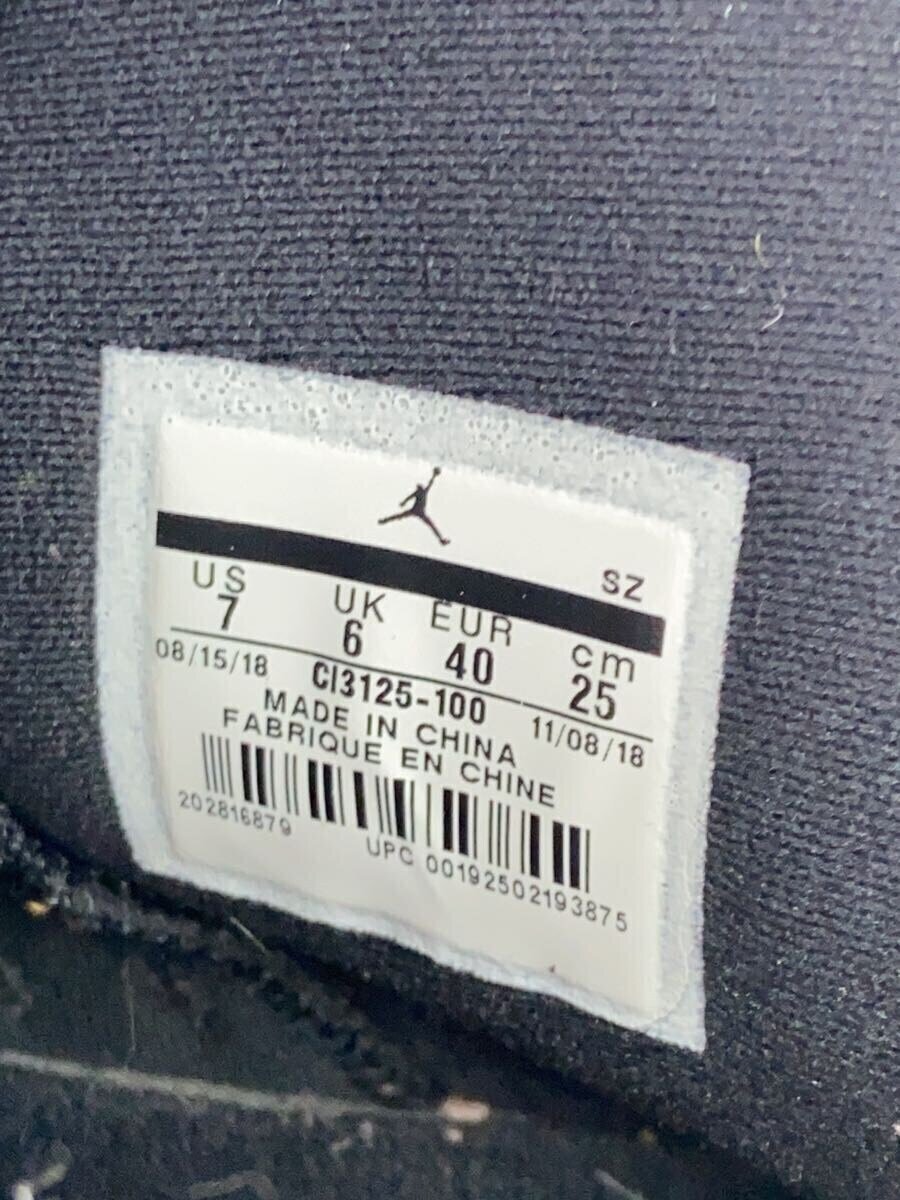 SZ
US UK EUR cm
7 6 40 25
08/15/18 CI3125-100 11/08/18
MADE IN CHINA
FABRIQUE EN CHINE
202816879 UPC 00192502193875